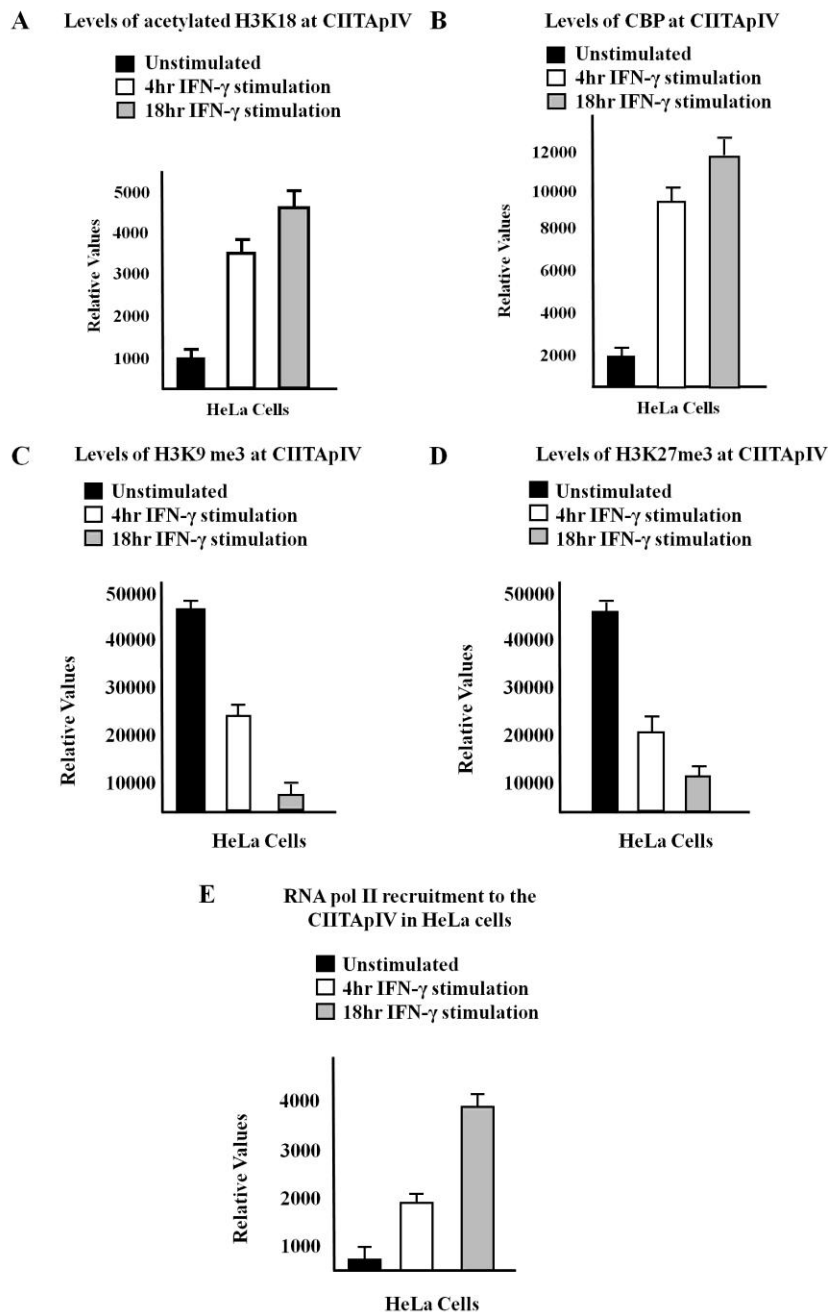 A
Levels of acetylated H3K18 at CIITApIV
Unstimulated
4hr IFN-γ stimulation
18hr IFN-γ stimulation
5000
4000
3000
2000
1000
Relative Values
HeLa Cells
B
Levels of CBP at CIITApIV
Unstimulated
4hr IFN-γ stimulation
18hr IFN-γ stimulation
12000
10000
8000
6000
4000
2000
Relative Values
HeLa Cells
C
Levels of H3K9 me3 at CIITApIV
Unstimulated
4hr IFN-γ stimulation
18hr IFN-γ stimulation
50000
40000
30000
20000
10000
Relative Values
HeLa Cells
D
Levels of H3K27me3 at CIITApIV
Unstimulated
4hr IFN-γ stimulation
18hr IFN-γ stimulation
50000
40000
30000
20000
10000
Relative Values
HeLa Cells
E
RNA pol II recruitment to the
CIITApIV in HeLa cells
Unstimulated
4hr IFN-γ stimulation
18hr IFN-γ stimulation
4000
3000
2000
1000
Relative Values
HeLa Cells